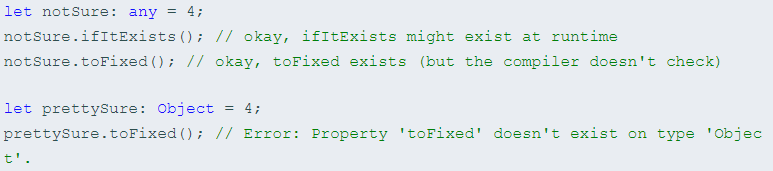 let notSure: any = 4;
notSure.ifItExists(); // okay, ifItExists might exist at runtime
notSure.toFixed(); // okay, toFixed exists (but the compiler doesn't check)
let prettySure: Object = 4;
prettySure.toFixed(); // Error: Property 'toFixed' doesn't exist on type 'Objec
t'.